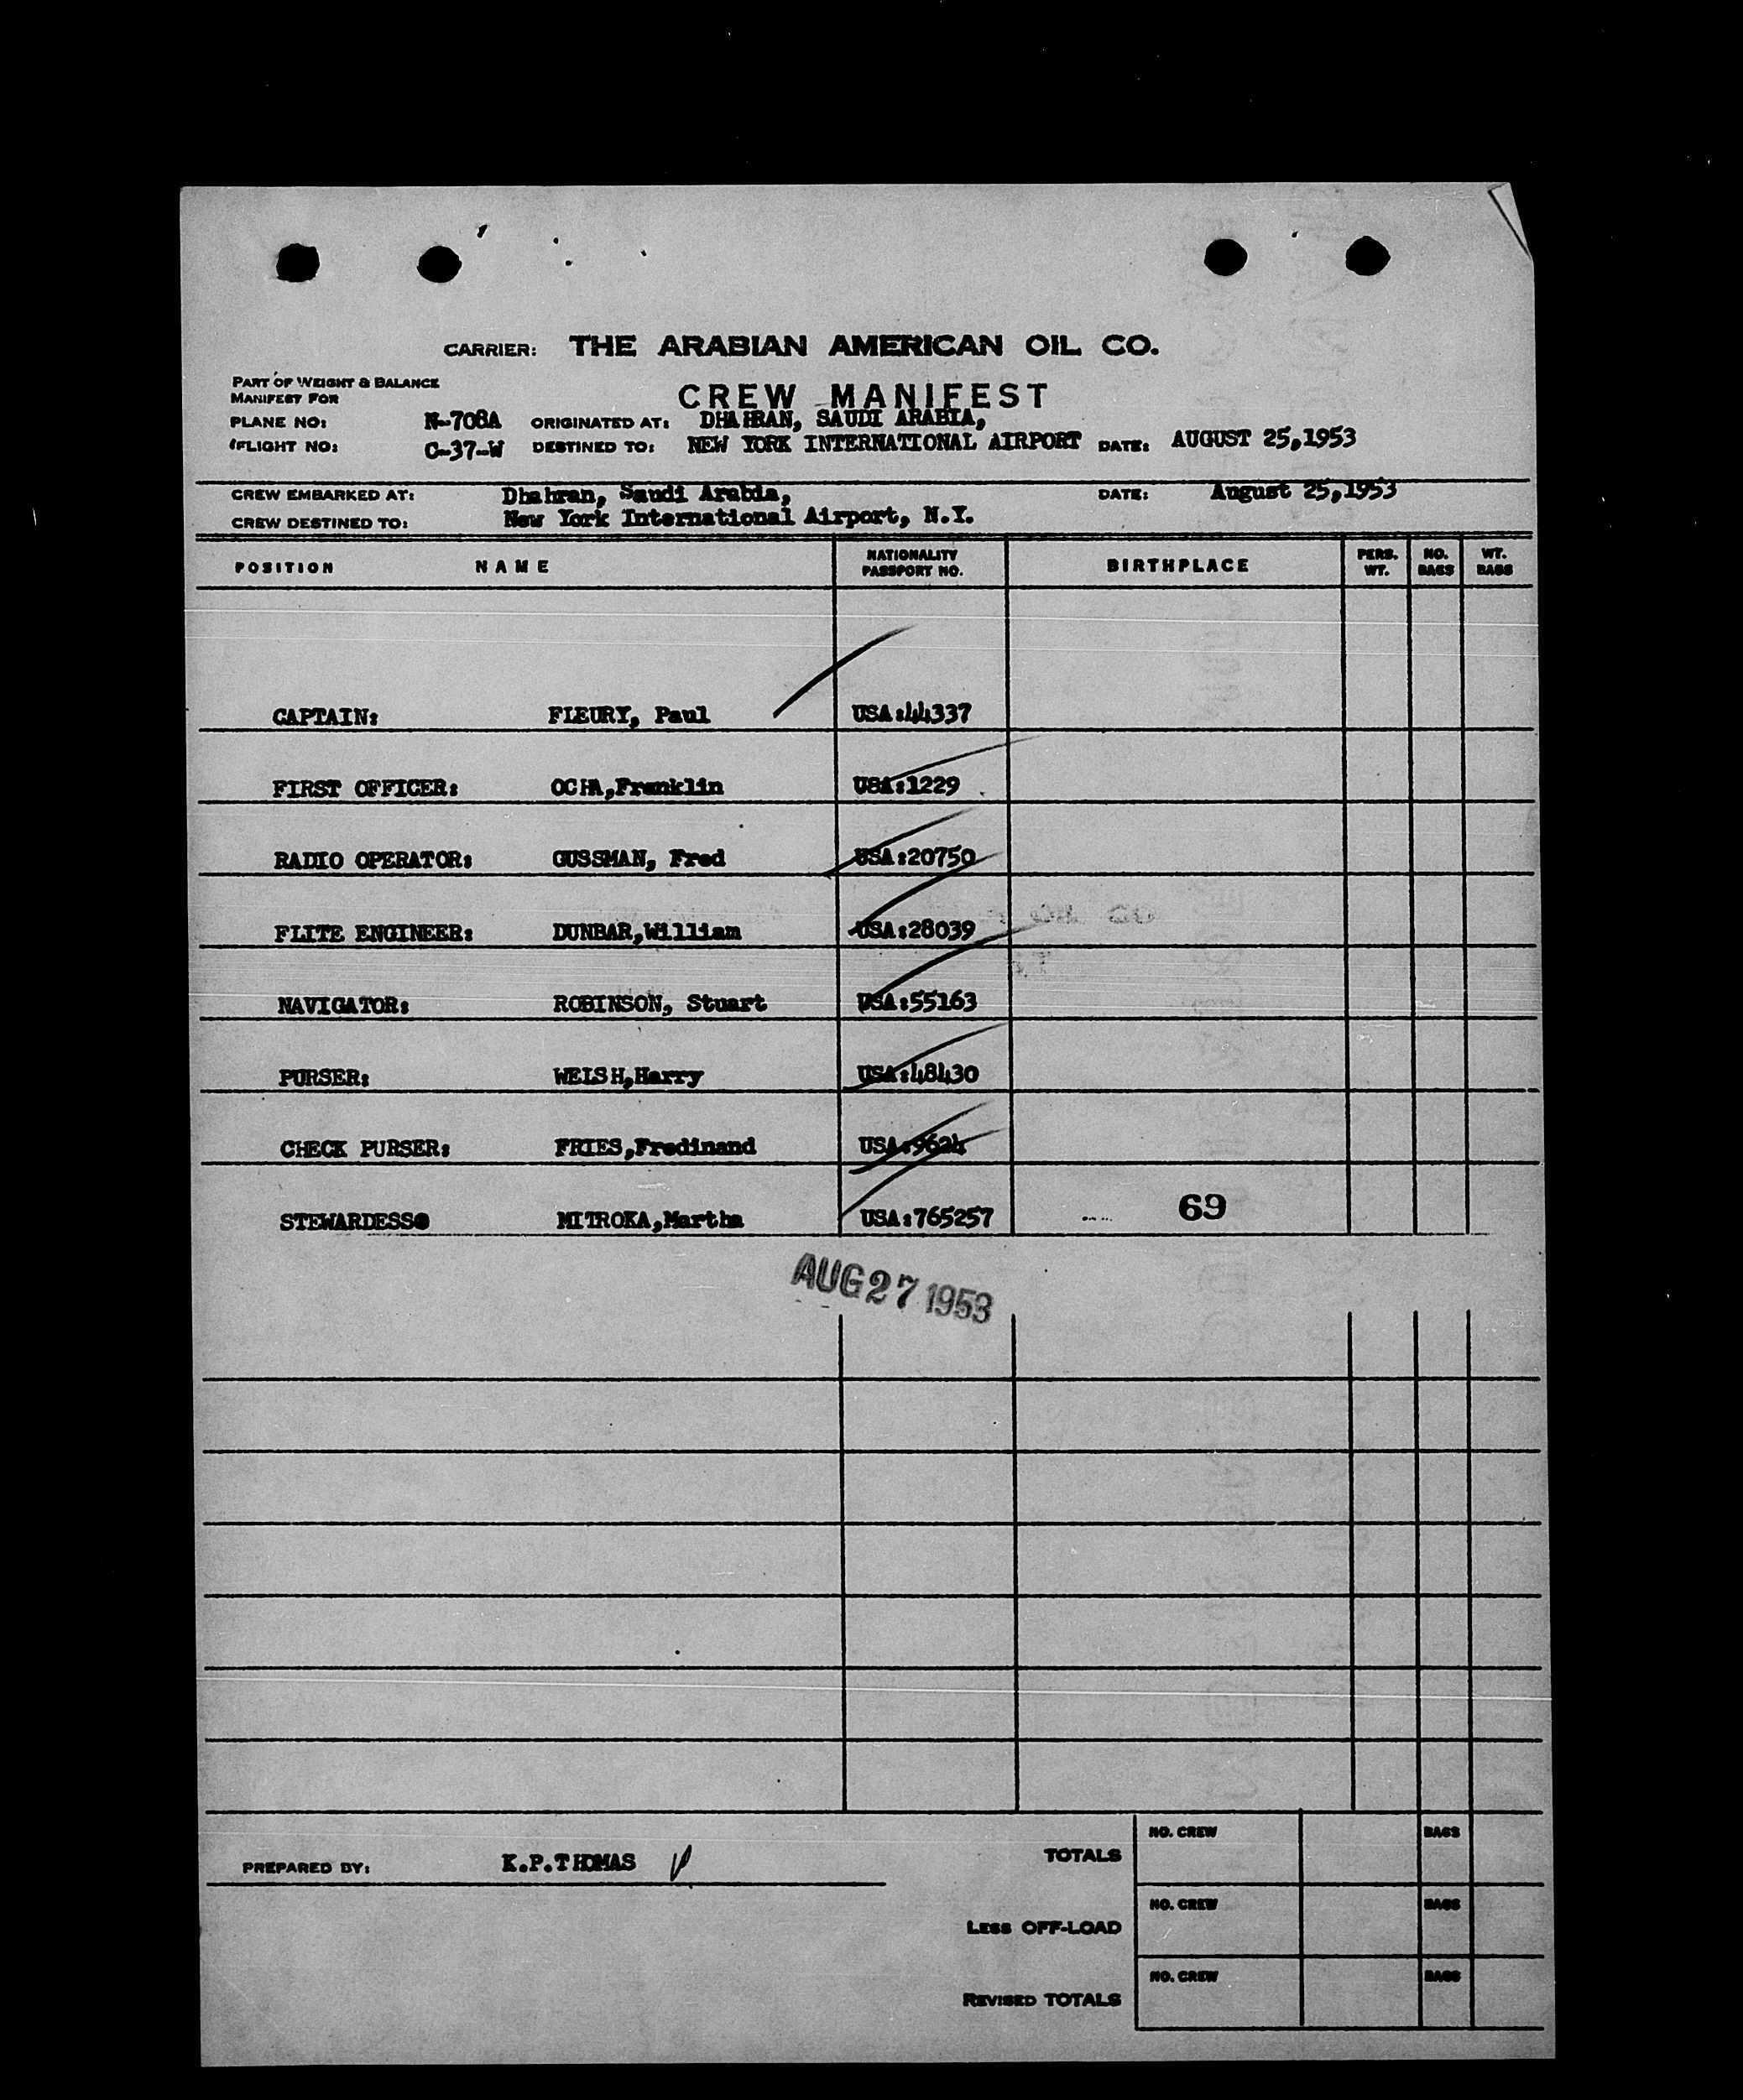 CARRIER: THE ARABIAN AMERICAN OIL CO.
PART OF WEIGHT & BALANCE
MANIFEST FOR
CREW MANIFEST
PLANE NO: N-708A ORIGINATED AT: DHAHRAN, SAUDI ARABIA,
FLIGHT NO: C-37-W DESTINED TO: NEW YORK INTERNATIONAL AIRPORT DATE: AUGUST 25,1953
CREW EMBARKED AT: Dhahran, Saudi Arabia, DATE: August 25,1953
CREW DESTINED TO: New York International Airport, N.Y.
POSITION NAME NATIONALITY PASSPORT NO. BIRTHPLACE PERS. WT. NO. BAGS WT. BAGS
CAPTAIN: FLEURY, Paul USA:44337
FIRST OFFICER: OCHA,Franklin USA:1229
RADIO OPERATOR: GUSSMAN, Fred USA:20750
FLITE ENGINEER: DUNBAR,William USA:28039
NAVIGATOR: ROBINSON, Stuart USA:55163
PURSER: WELSH,Harry USA:48430
CHECK PURSER: FRIES,Fredinand USA:9624
STEWARDESS: MITROKA,Martha USA:765257 69
AUG 27 1953
PREPARED BY: K.P.THOMAS
TOTALS NO. CREW BAGS
LESS OFF-LOAD NO. CREW BAGS
REVISED TOTALS NO. CREW BAGS